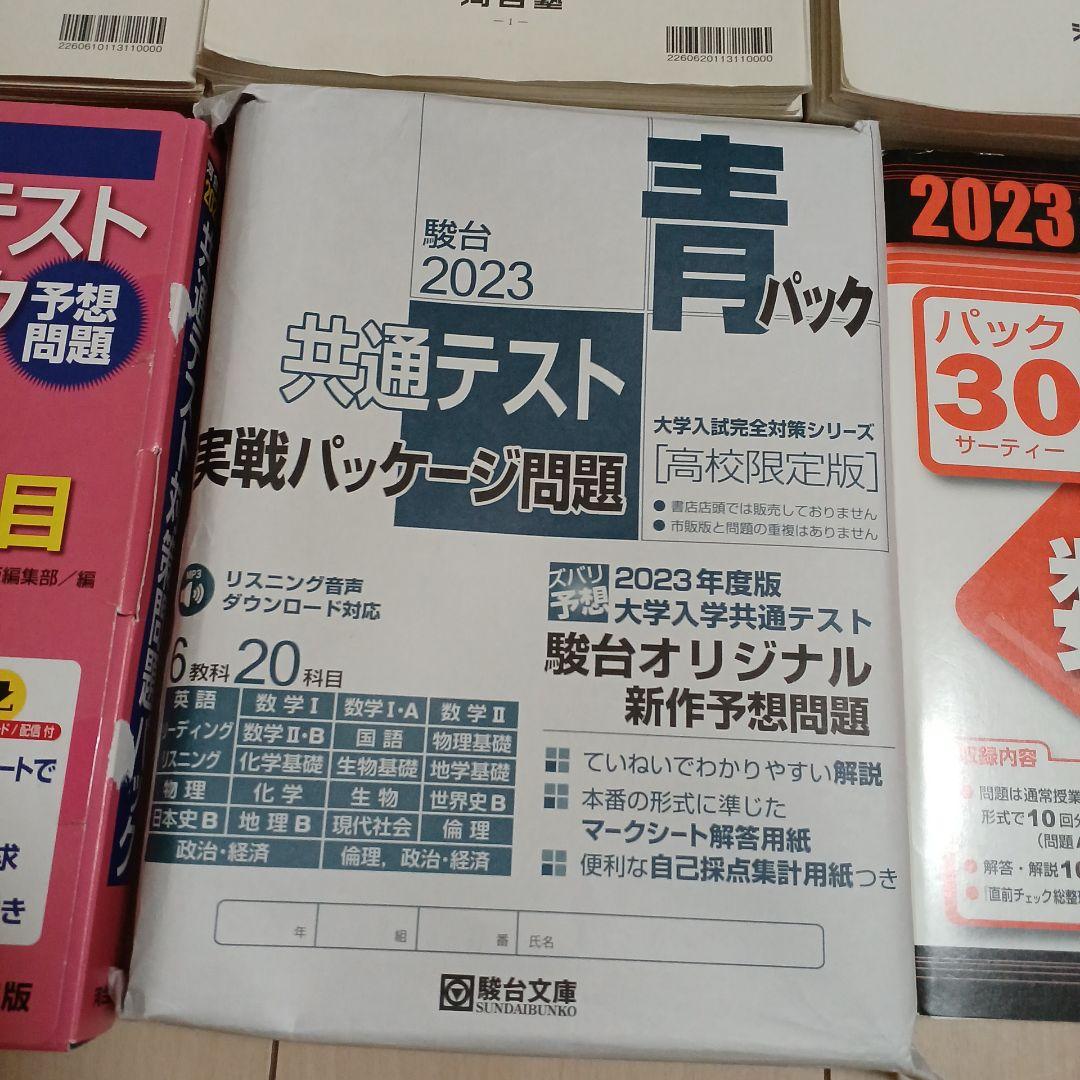 2260610113110000
河合塾
-1-
2260620113110000
テスト
予想
問題
目
編集部/編
ド/配信付
駿台
2023
青パック
共通テスト
実戦パッケージ問題
大学入試完全対策シリーズ
[高校限定版]
● 書店店頭では販売しておりません
● 市販版と問題の重複はありません
MP3
リスニング音声
ダウンロード対応
ズバリ
予想
2023年度版
大学入学共通テスト
駿台オリジナル
新作予想問題
6教科20科目
英語 数学Ⅰ 数学Ⅰ・A 数学Ⅱ
リーディング 数学Ⅱ・B 国語 物理基礎
リスニング 化学基礎 生物基礎 地学基礎
物理 化学 生物 世界史B
日本史B 地理B 現代社会 倫理
政治・経済 倫理,政治・経済
ていねいでわかりやすい解説
本番の形式に準じた
マークシート解答用紙
便利な自己採点集計用紙つき
年 組 番 氏名
駿台文庫
SUNDAIBUNKO
2023
パック
30
サーティー
収録内容
● 問題は通常授業
形式で10回分
(問題
● 解答・解説10
● 「直前チェック総整理